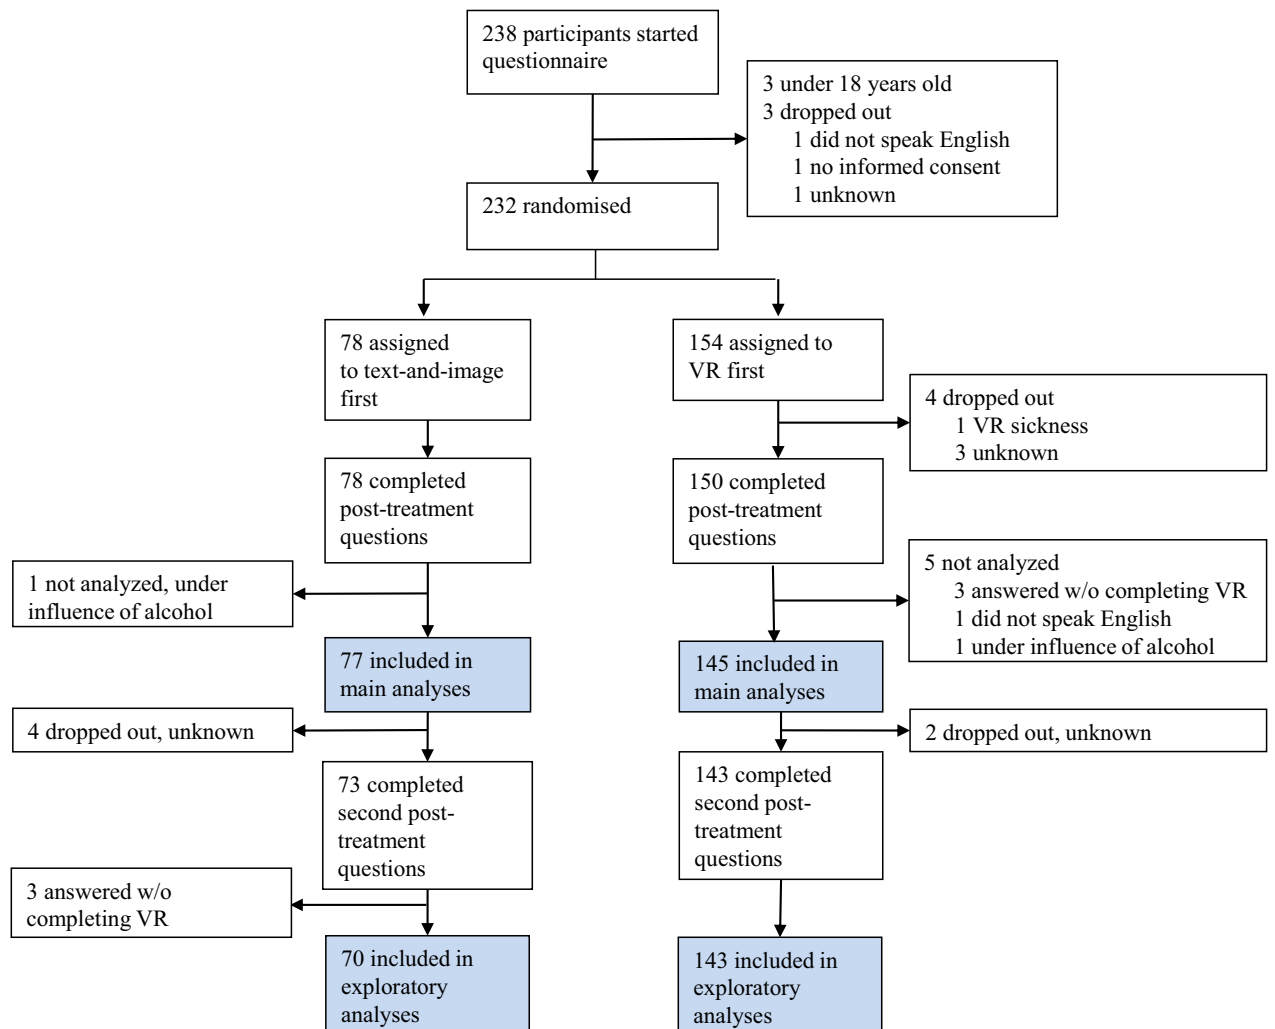 238 participants started
questionnaire
3 under 18 years old
3 dropped out
1 did not speak English
1 no informed consent
1 unknown
232 randomised
78 assigned
to text-and-image
first
154 assigned to
VR first
4 dropped out
1 VR sickness
3 unknown
78 completed
post-treatment
questions
150 completed
post-treatment
questions
1 not analyzed, under
influence of alcohol
5 not analyzed
3 answered w/o completing VR
1 did not speak English
1 under influence of alcohol
77 included in
main analyses
145 included in
main analyses
4 dropped out, unknown
2 dropped out, unknown
73 completed
second post-
treatment
questions
143 completed
second post-
treatment
questions
3 answered w/o
completing VR
70 included in
exploratory
analyses
143 included in
exploratory
analyses